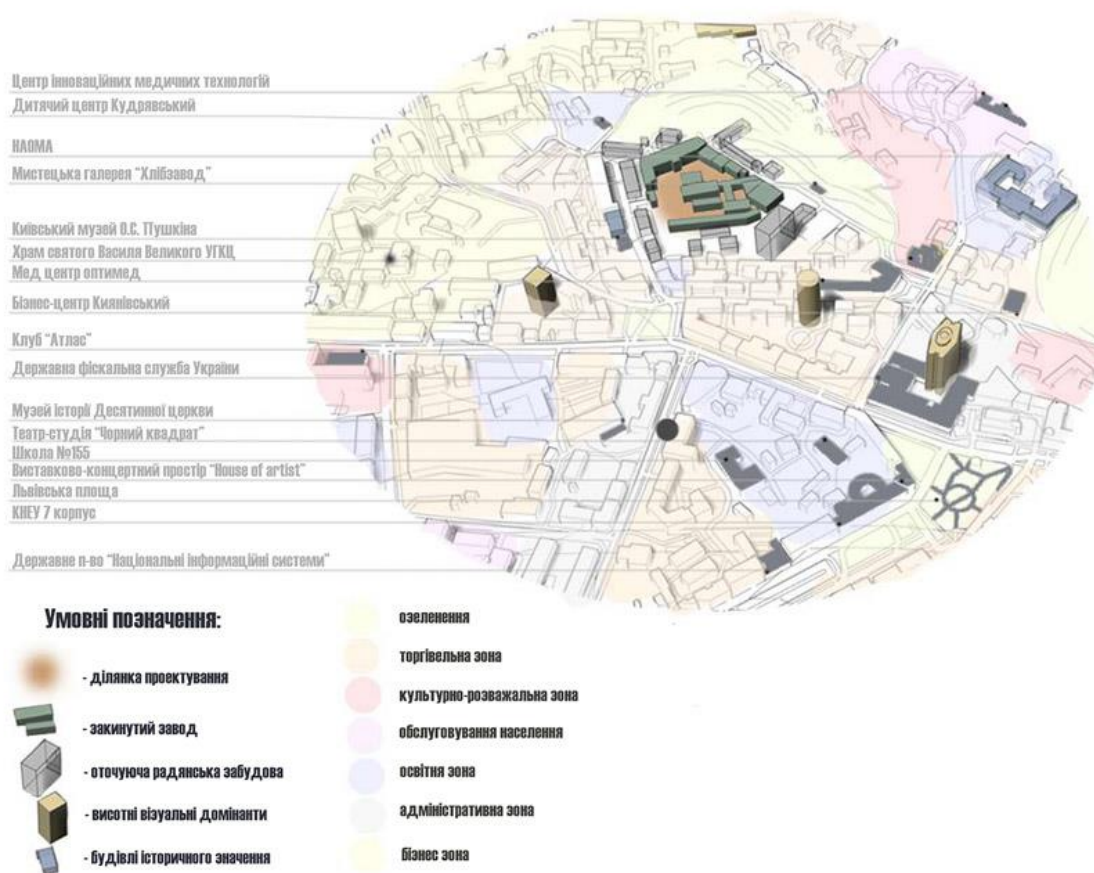 Центр інноваційних медичних технологій
Дитячий центр Кудрявський
НАОМА
Мистецька галерея "Хлібзавод"
Київський музей О.С. ТТушкіна
Храм святого Василя Великого УГКЦ
Мед центр оптимед
Бізнес-центр Киянівський
Клуб "Атлас"
Державна фіскальна служба України
Музей історії Десятинної церкви
Театр-студія "Чорний квадрат"
Школа №155
Виставково-концертний простір "House of artist"
Львівська площа
КНЕУ 7 корпус
Державне п-во "Національні інформаційні системи"
Умовні позначення:
- ділянка проектування
- закинутий завод
- оточуюча радянська забудова
- висотні візуальні домінанти
- будівлі історичного значення
озеленення
торгівельна зона
культурно-розважальна зона
обслуговування населення
освітня зона
адміністративна зона
бізнес зона